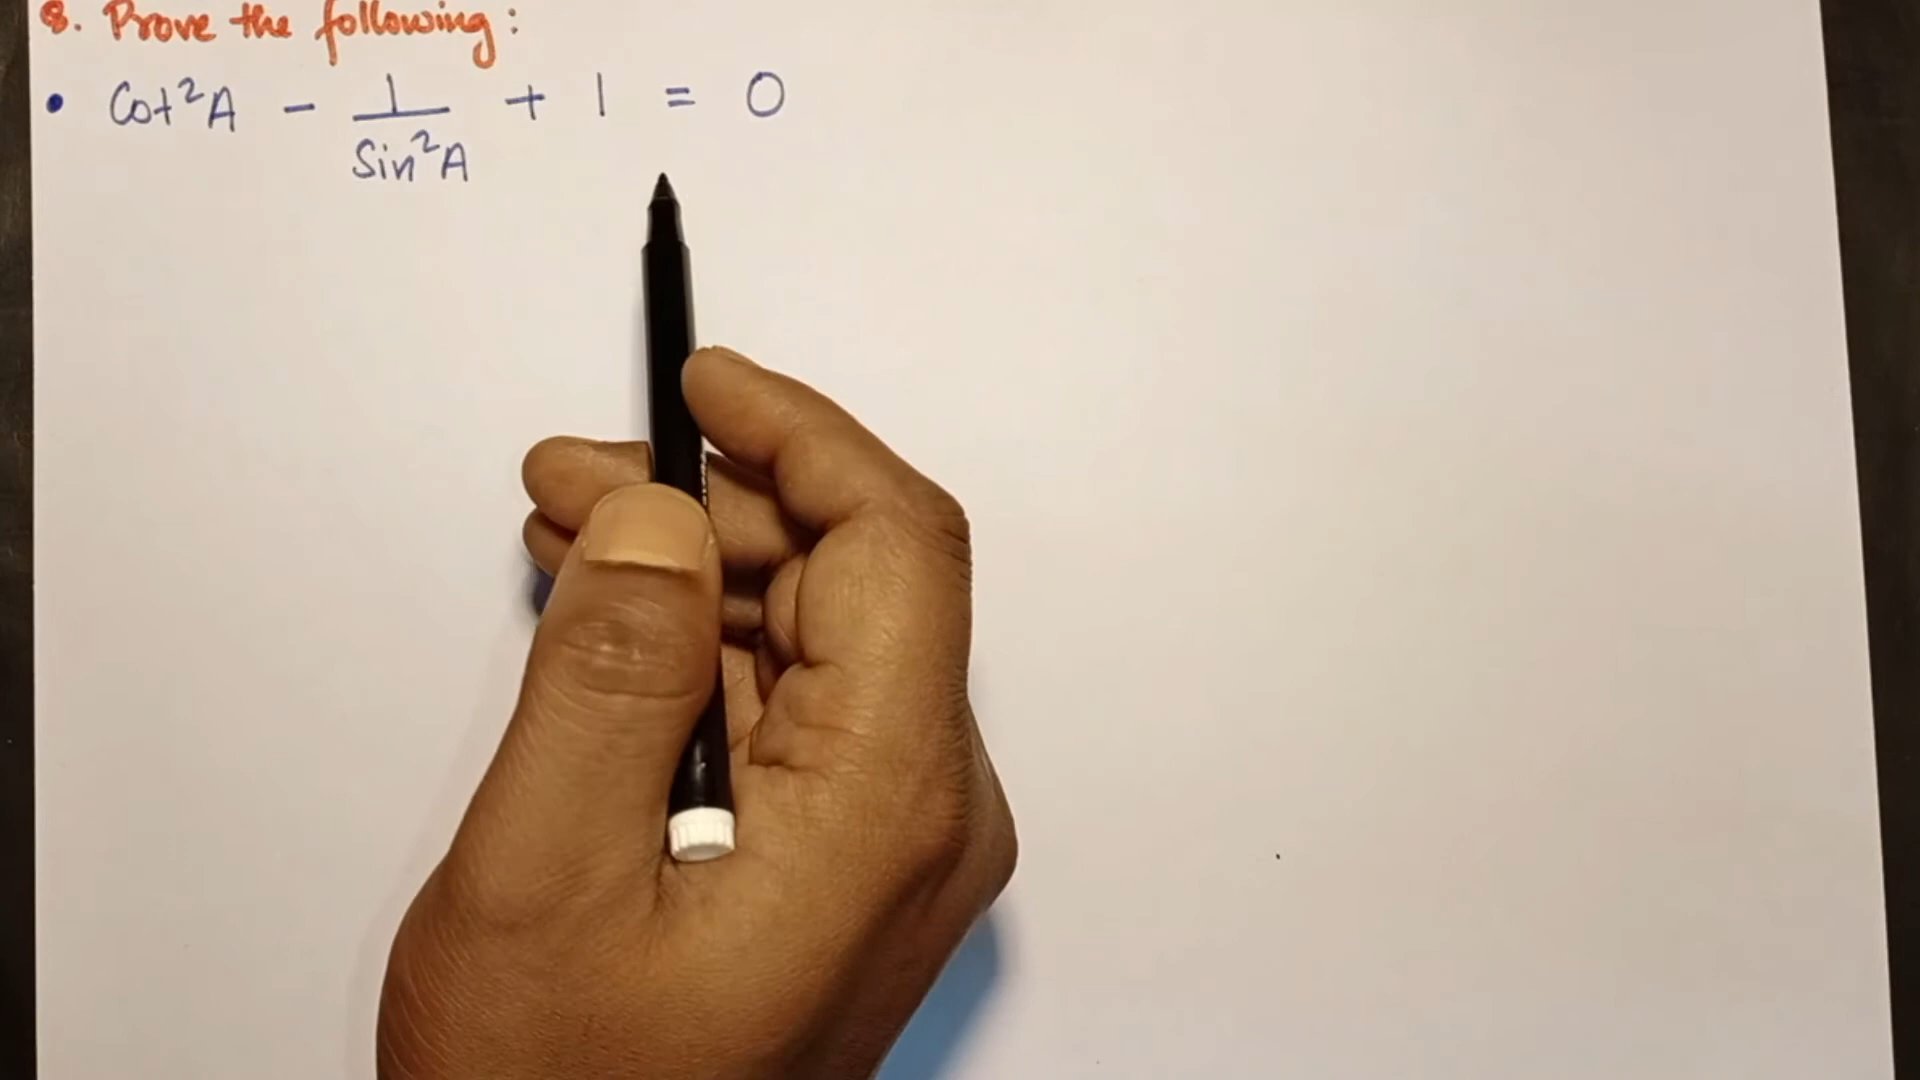 8. Prove the following:
• Cot²A - 1/Sin²A + 1 = 0